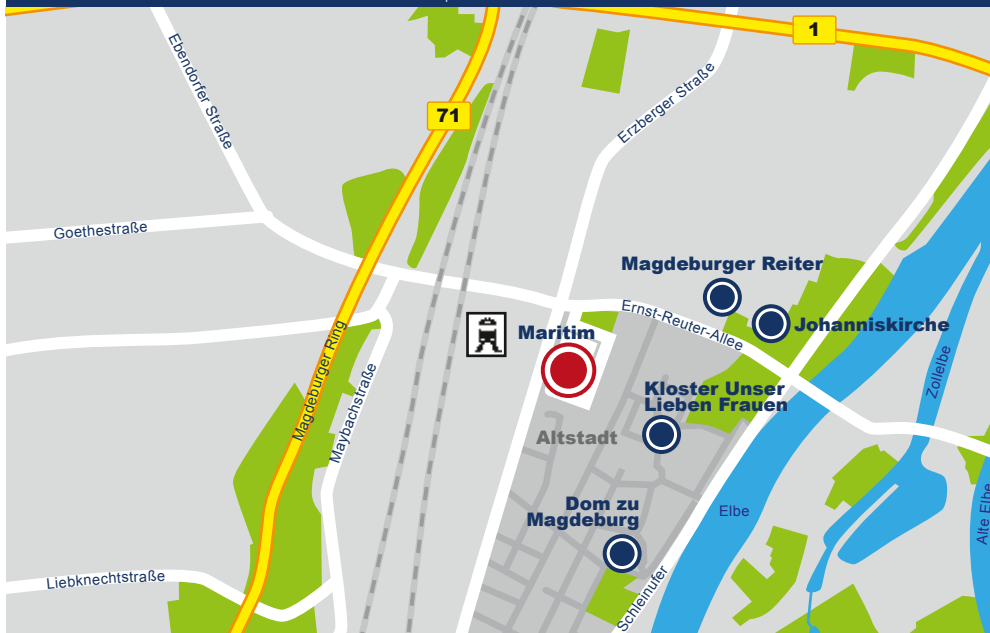 1
Ebendorfer Straße
71
Erzberger Straße
Goethestraße
Magdeburger Reiter
Ernst-Reuter-Allee
Johanniskirche
Maritim
Magdeburger Ring
Maybachstraße
Zollelbe
Kloster Unser
Lieben Frauen
Altstadt
Dom zu
Magdeburg
Elbe
Alte Elbe
Liebknechtstraße
Schleinufer